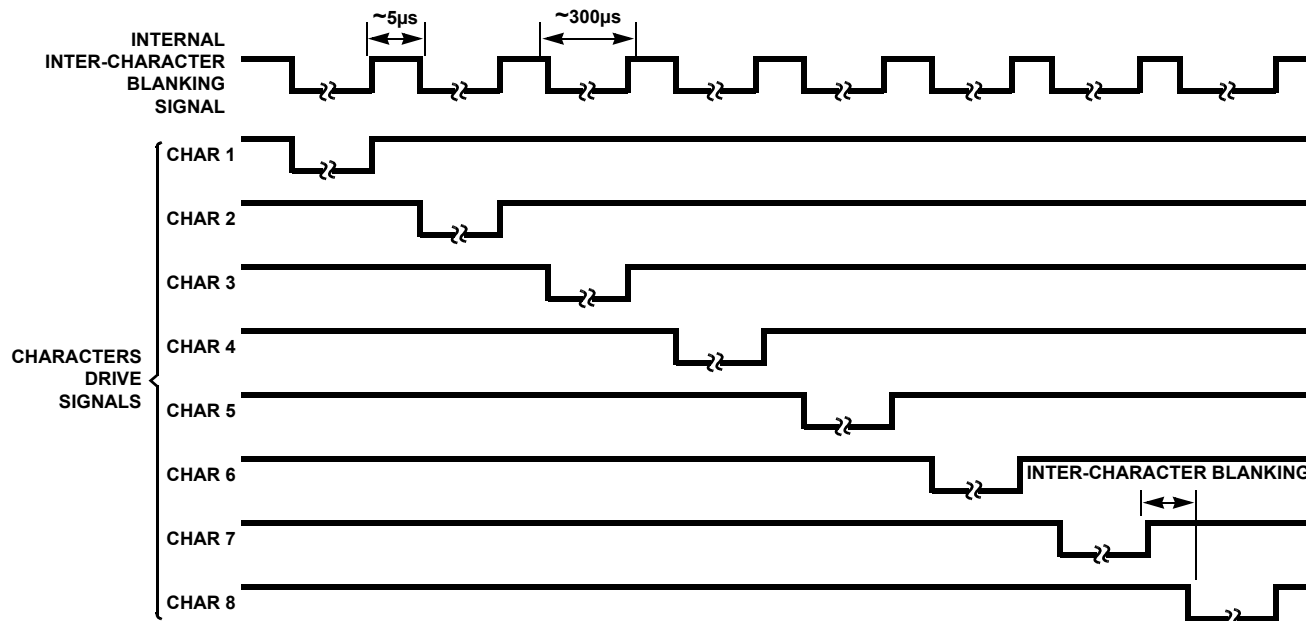 ~5µs
~300µs
INTERNAL
INTER-CHARACTER
BLANKING
SIGNAL
CHAR 1
CHAR 2
CHAR 3
CHAR 4
CHARACTERS
DRIVE
SIGNALS
CHAR 5
CHAR 6
INTER-CHARACTER BLANKING
CHAR 7
CHAR 8